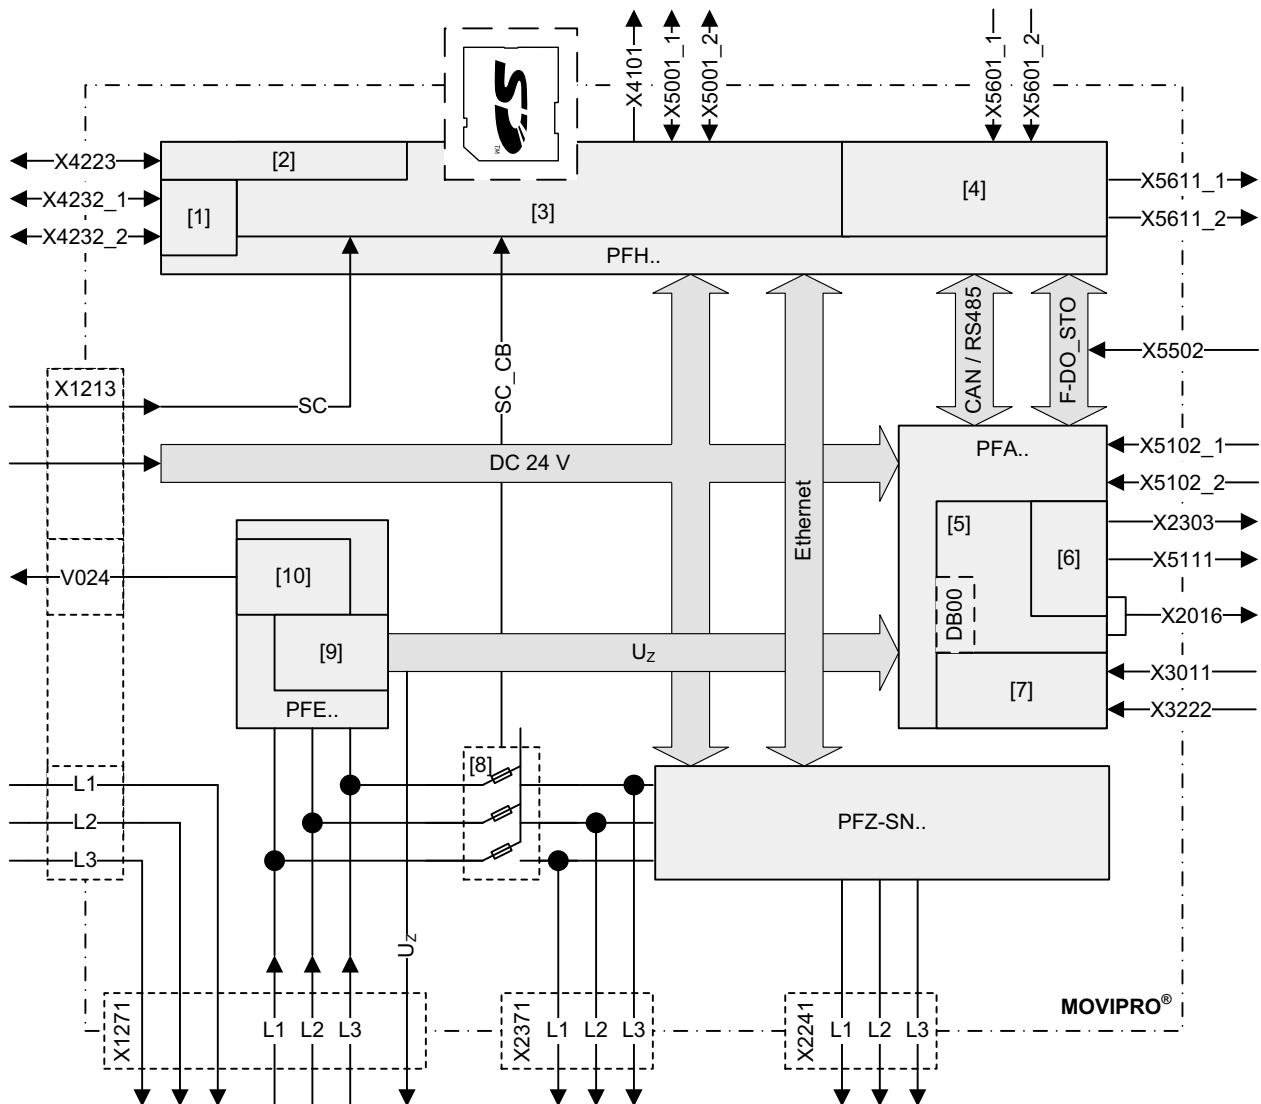 X4101
X5001_1
X5001_2
X5601_1
X5601_2
SD
TM
X4223
[2]
X4232_1
[1]
[3]
[4]
X5611_1
X4232_2
X5611_2
PFH..
CAN / RS485
F-DO_STO
X5502
X1213
SC
SC_CB
DC 24 V
PFA..
X5102_1
X5102_2
Ethernet
[5]
X2303
[6]
X5111
V024
[10]
DB00
X2016
[9]
UZ
X3011
[7]
X3222
PFE..
[8]
L1
L2
L3
PFZ-SN..
UZ
MOVIPRO®
X1271
L1
L2
L3
X2371
L1
L2
L3
X2241
L1
L2
L3